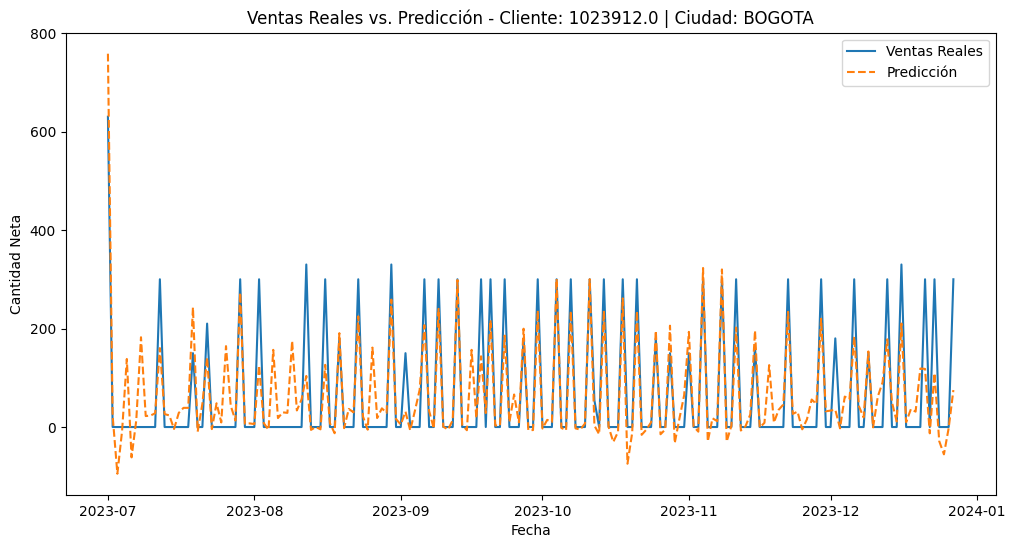 Ventas Reales vs. Predicción - Cliente: 1023912.0 | Ciudad: BOGOTA
Ventas Reales
Predicción
Cantidad Neta
800
600
400
200
0
2023-07
2023-08
2023-09
2023-10
2023-11
2023-12
2024-01
Fecha